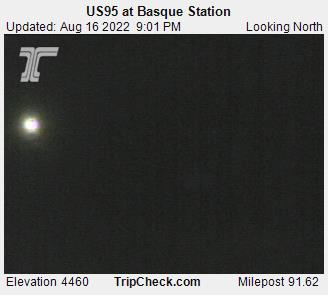 US95 at Basque Station
Updated: Aug 16 2022 9:01 PM Looking North
Elevation 4460 TripCheck.com Milepost 91.62